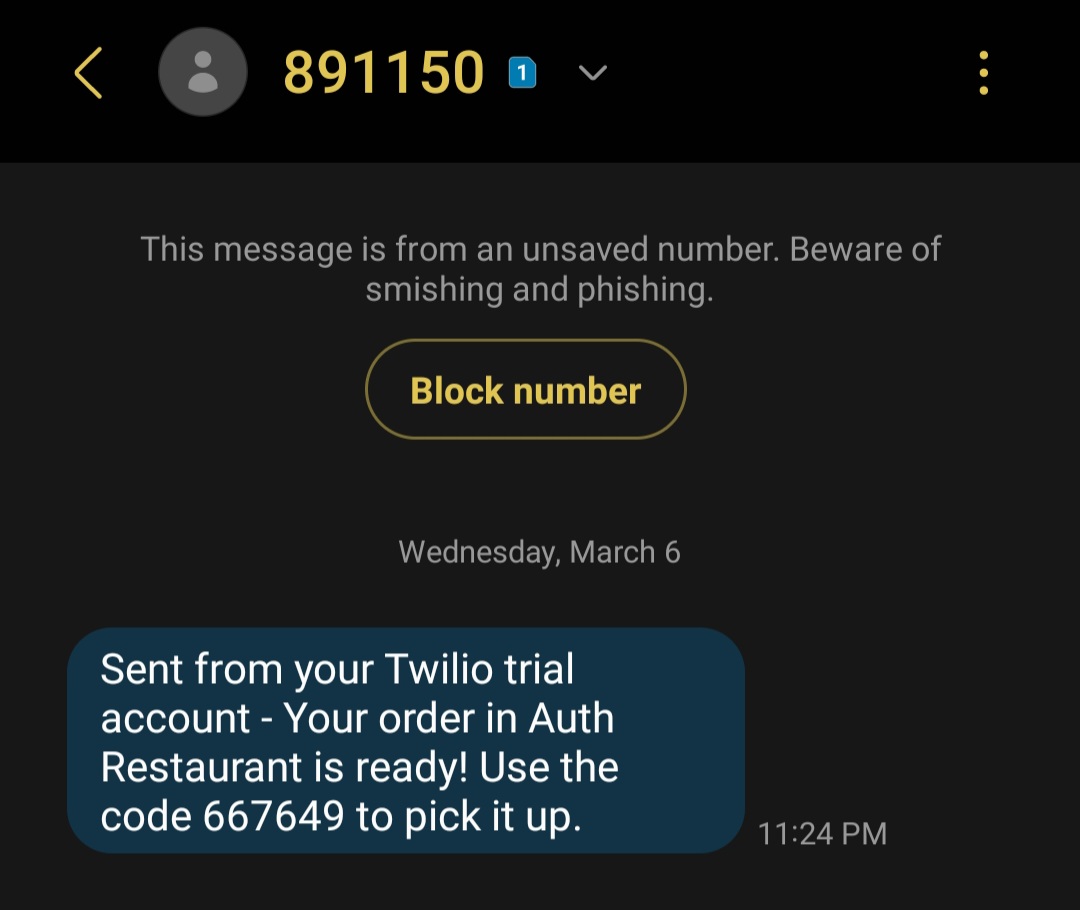 891150 1
This message is from an unsaved number. Beware of
smishing and phishing.
Block number
Wednesday, March 6
Sent from your Twilio trial
account - Your order in Auth
Restaurant is ready! Use the
code 667649 to pick it up.
11:24 PM